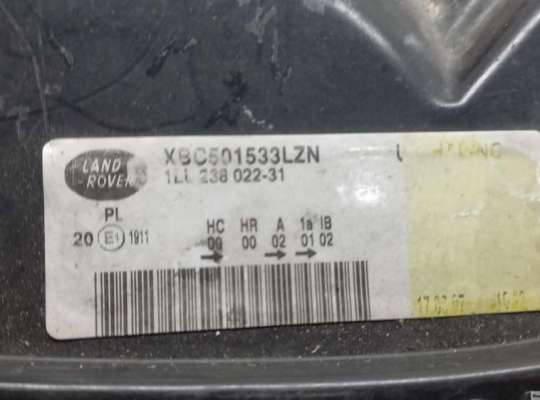 LAND
ROVER
XBC501533LZN
1LL 238 022-31
PL
20 E1 1911
HC HR A 1a IB
00 00 02 01 02